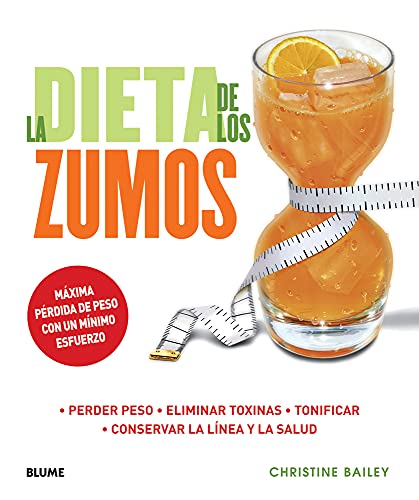 LA DIETA DE LOS
ZUMOS
MÁXIMA
PÉRDIDA DE PESO
CON UN MÍNIMO
ESFUERZO
• PERDER PESO • ELIMINAR TOXINAS • TONIFICAR
• CONSERVAR LA LÍNEA Y LA SALUD
BLUME
CHRISTINE BAILEY